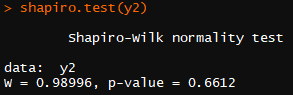 > shapiro.test(y2)
Shapiro-Wilk normality test
data:  y2
W = 0.98996, p-value = 0.6612